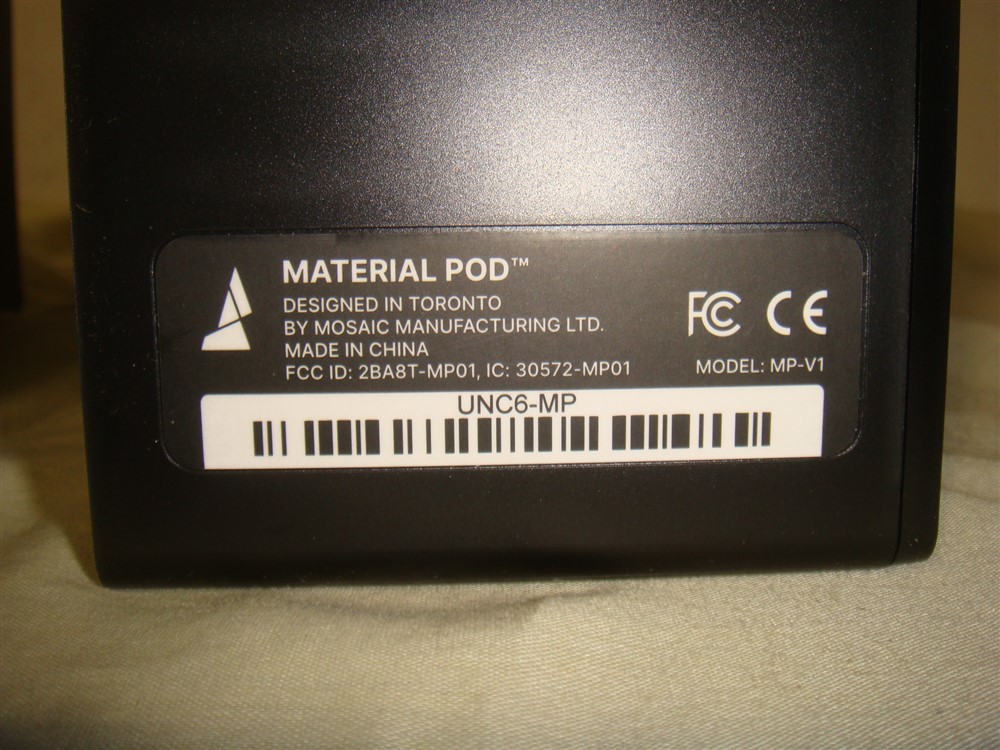 MATERIAL POD™
DESIGNED IN TORONTO
BY MOSAIC MANUFACTURING LTD.
MADE IN CHINA
FCC ID: 2BA8T-MP01, IC: 30572-MP01
FC CE
MODEL: MP-V1
UNC6-MP